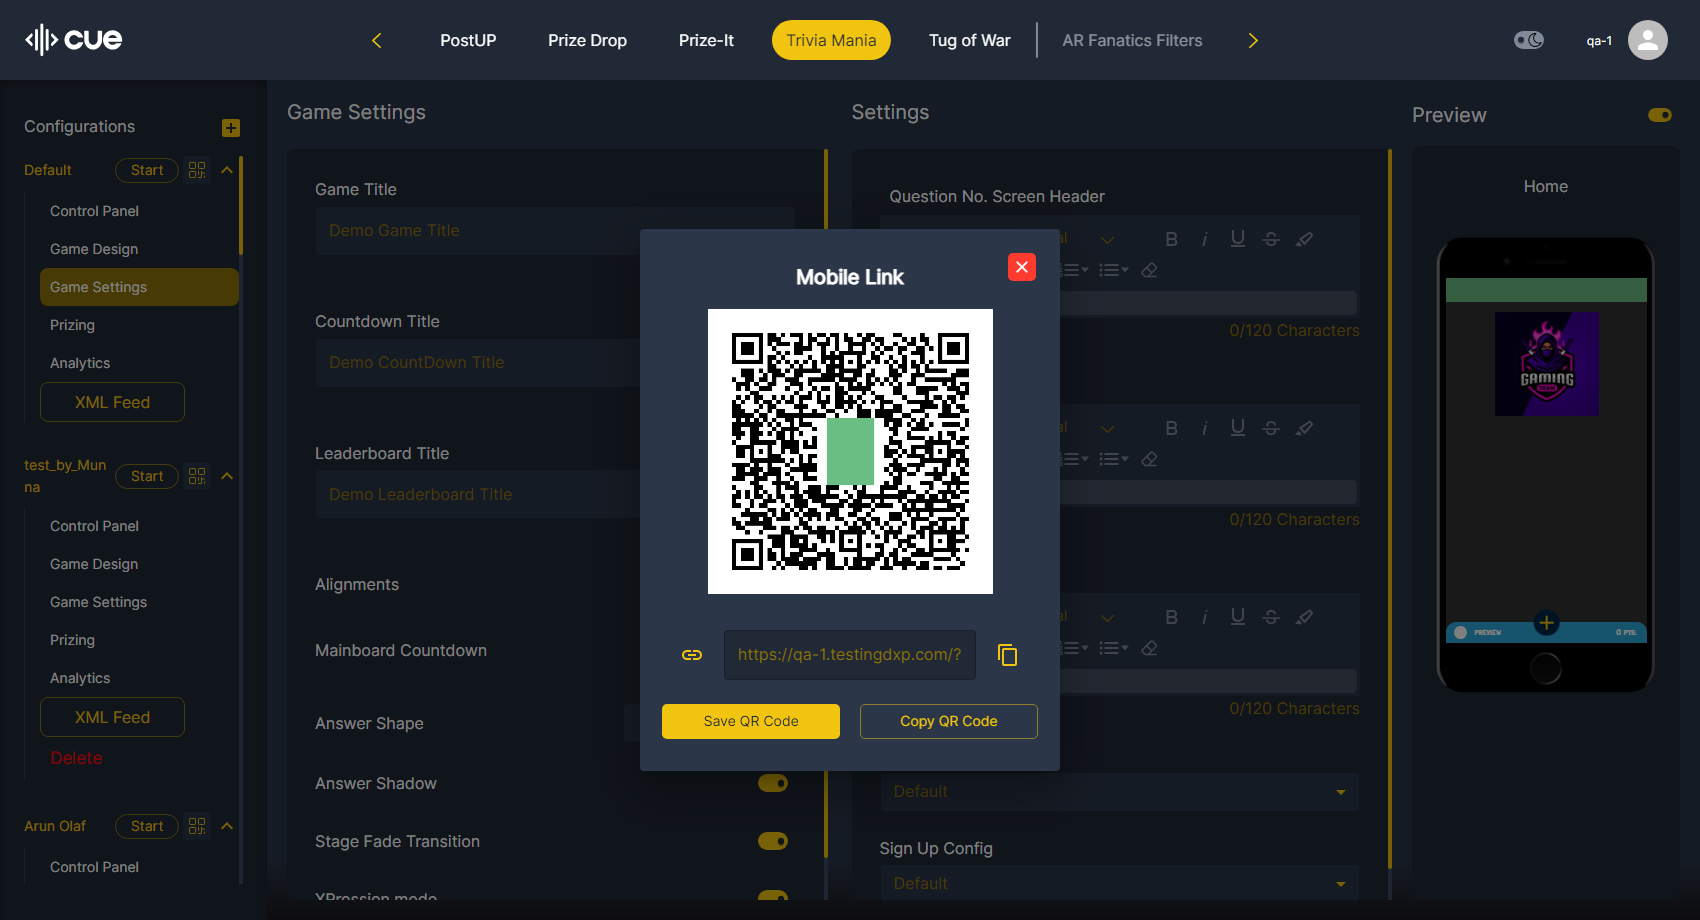 cue
PostUP
Prize Drop
Prize-It
Trivia Mania
Tug of War
AR Fanatics Filters
qa-1
Configurations
Default
Start
Control Panel
Game Design
Game Settings
Prizing
Analytics
XML Feed
test_by_Mun
na
Start
Control Panel
Game Design
Game Settings
Prizing
Analytics
XML Feed
Delete
Arun Olaf
Start
Control Panel
Game Settings
Game Title
Demo Game Title
Countdown Title
Demo CountDown Title
Leaderboard Title
Demo Leaderboard Title
Alignments
Mainboard Countdown
Answer Shape
Answer Shadow
Stage Fade Transition
XPression mode
Mobile Link
https://qa-1.testingdxp.com/?
Save QR Code
Copy QR Code
Settings
Question No. Screen Header
0/120 Characters
0/120 Characters
0/120 Characters
Default
Sign Up Config
Default
Preview
Home
GAMING
TEAM
PREVIEW
0 PTS.